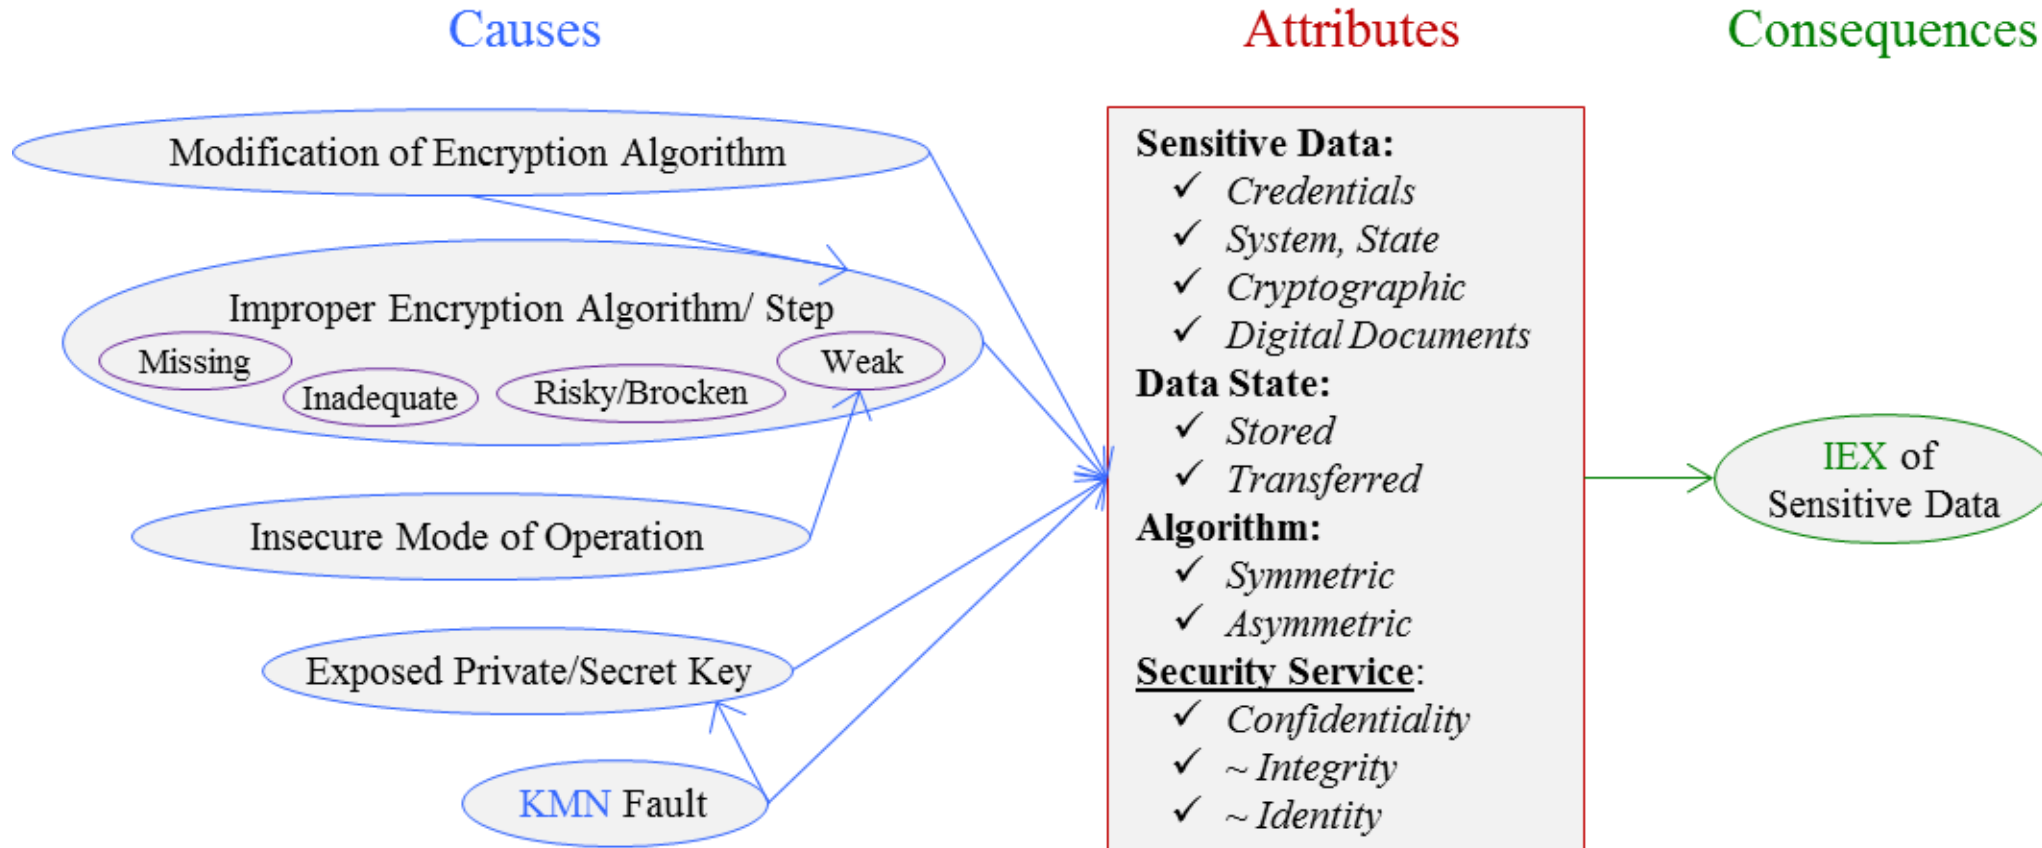 Causes
Attributes
Consequences
Modification of Encryption Algorithm
Improper Encryption Algorithm/ Step
Missing
Inadequate
Risky/Brocken
Weak
Insecure Mode of Operation
Exposed Private/Secret Key
KMN Fault
Sensitive Data:
✓ Credentials
✓ System, State
✓ Cryptographic
✓ Digital Documents
Data State:
✓ Stored
✓ Transferred
Algorithm:
✓ Symmetric
✓ Asymmetric
Security Service:
✓ Confidentiality
✓ ~ Integrity
✓ ~ Identity
IEX of
Sensitive Data